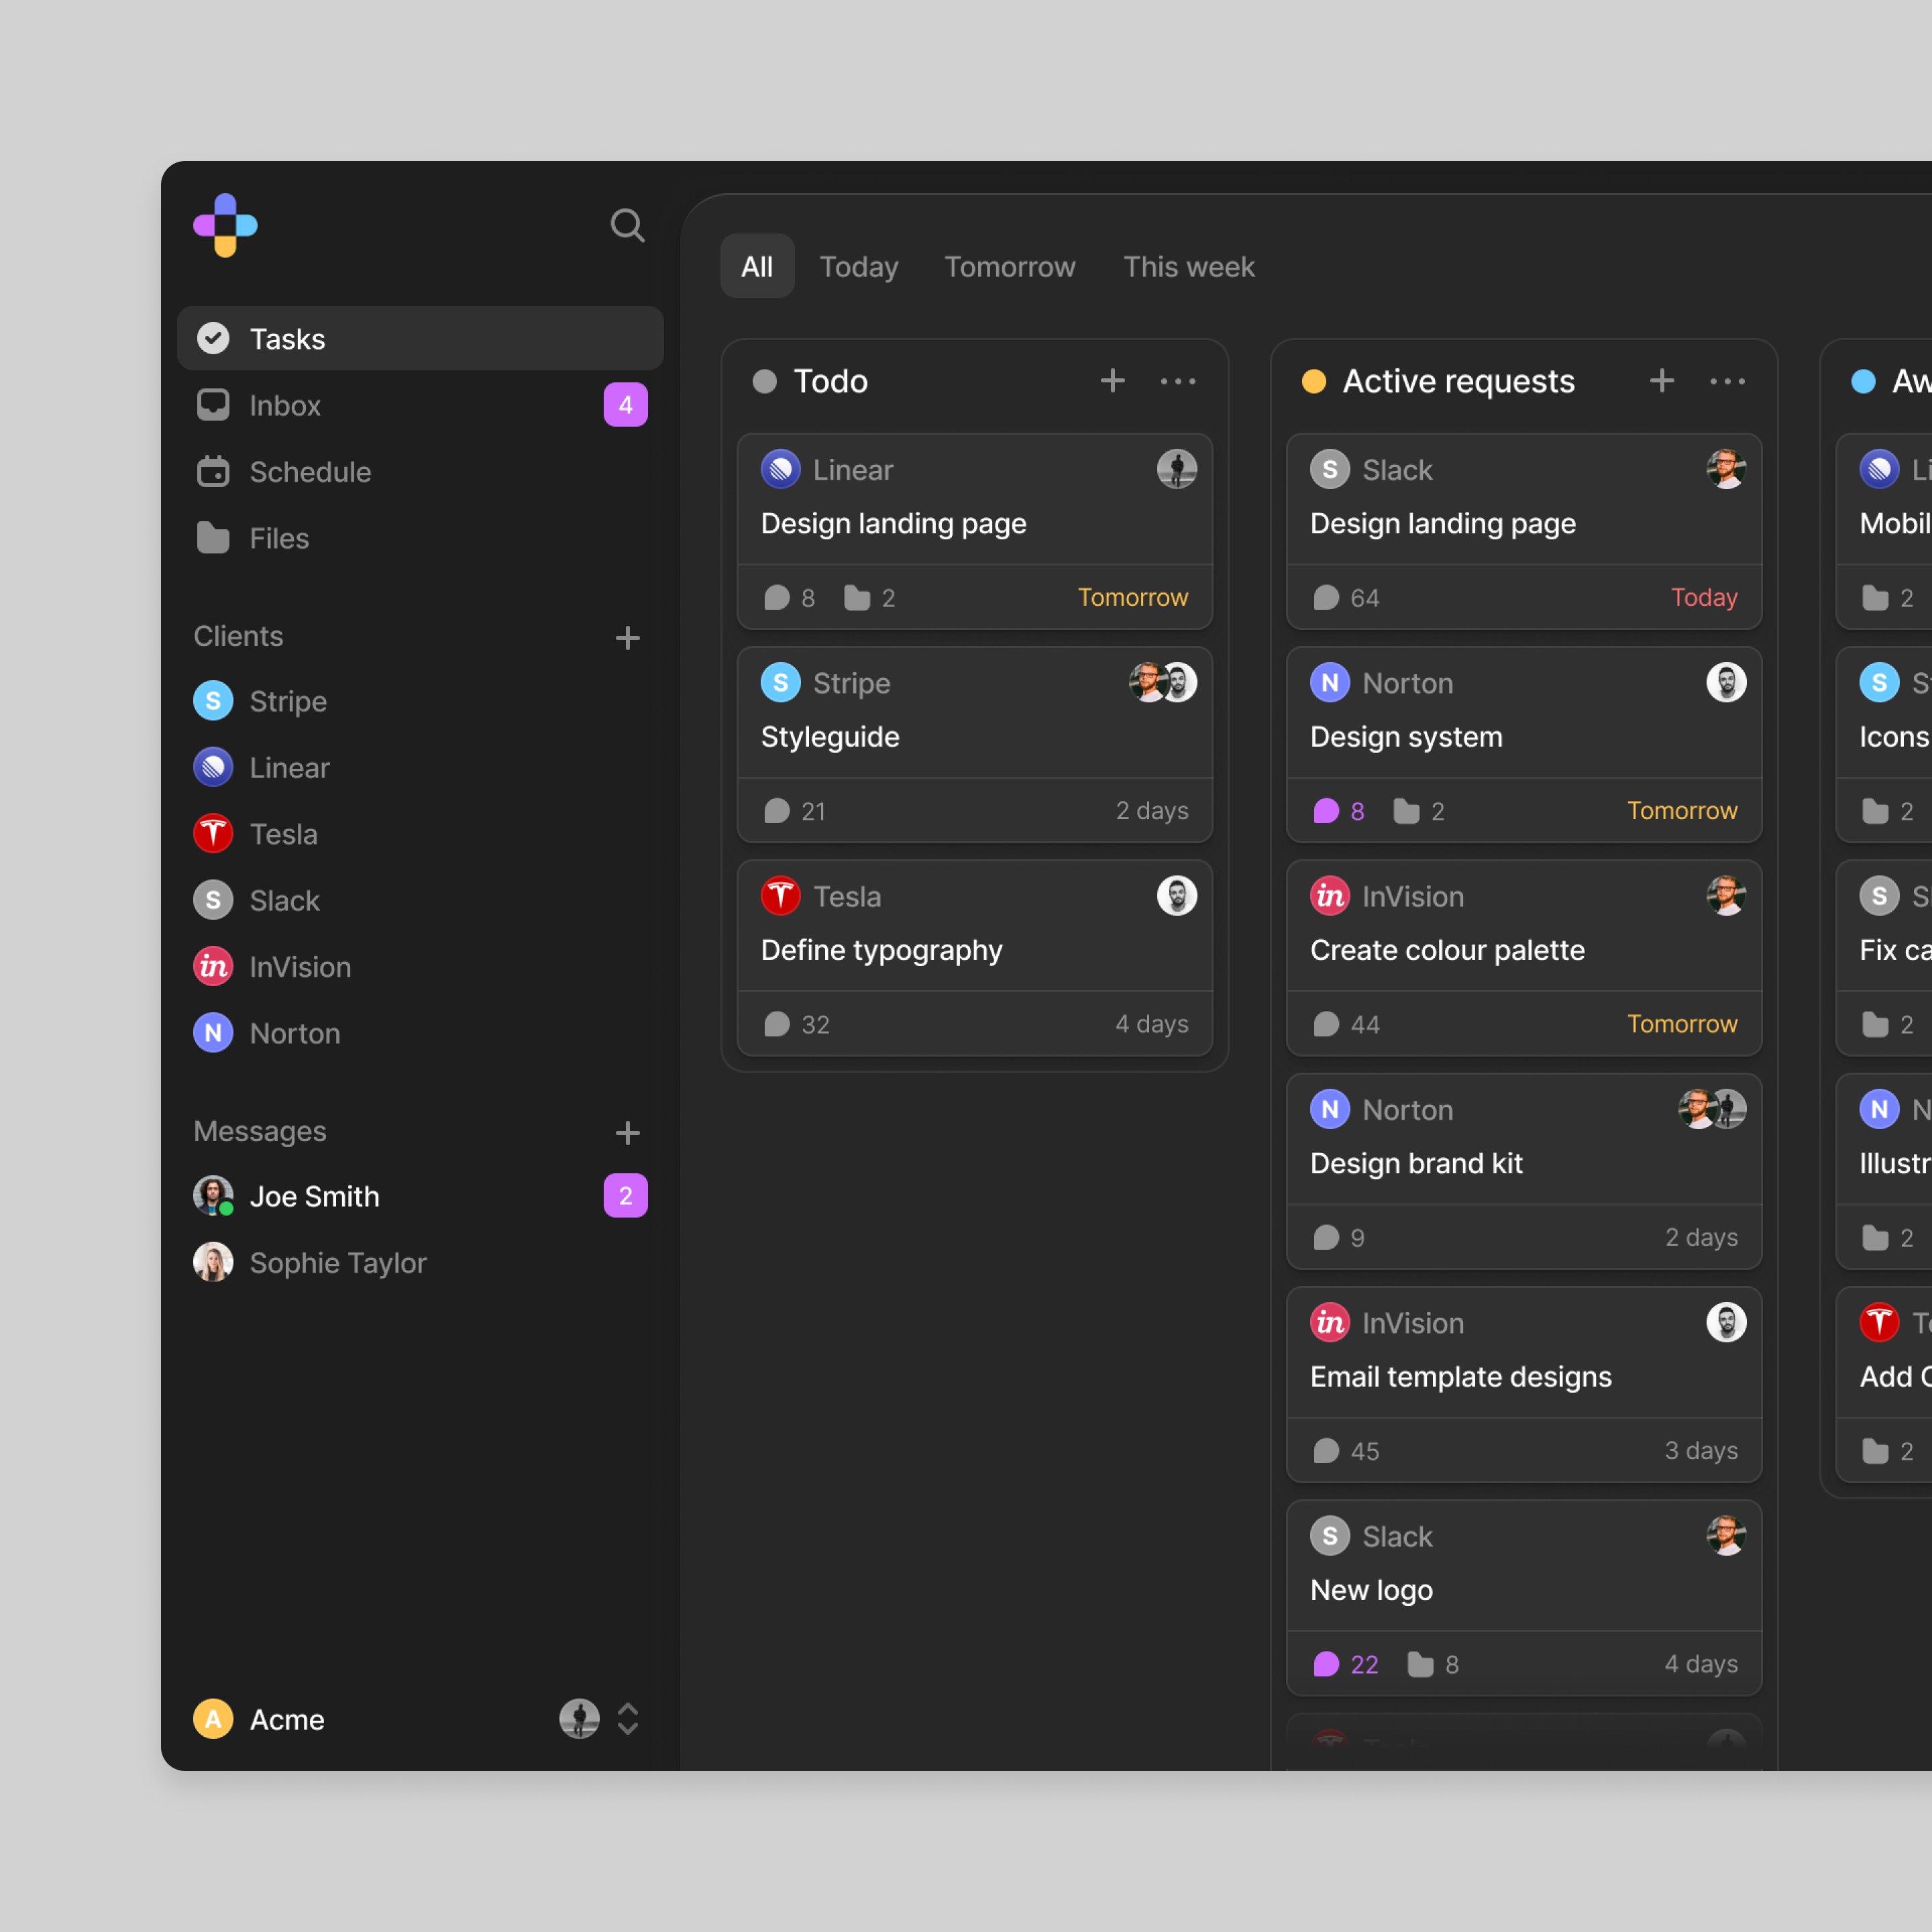 Tasks
Inbox 4
Schedule
Files
Clients
S Stripe
Linear
Tesla
S Slack
in InVision
N Norton
Messages
Joe Smith 2
Sophie Taylor
A Acme
All Today Tomorrow This week
Todo
Linear
Design landing page
8 2 Tomorrow
S Stripe
Styleguide
21 2 days
Tesla
Define typography
32 4 days
Active requests
S Slack
Design landing page
64 Today
N Norton
Design system
8 2 Tomorrow
in InVision
Create colour palette
44 Tomorrow
N Norton
Design brand kit
9 2 days
in InVision
Email template designs
45 3 days
S Slack
New logo
22 8 4 days
Aw
Li
Mobil
2
S S
Icons
2
S S
Fix ca
2
N N
Illustr
2
Te
Add
2